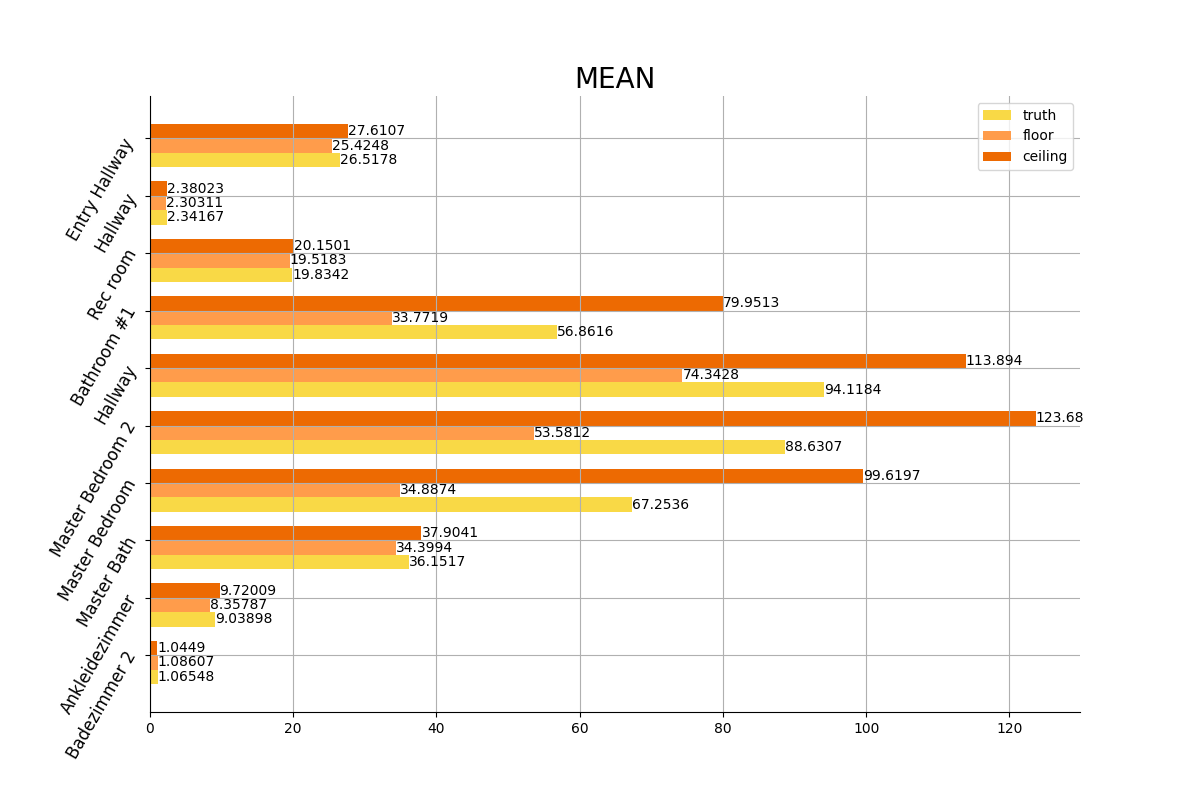 MEAN
truth
floor
ceiling
Entry Hallway
27.6107
25.4248
26.5178
Hallway
2.38023
2.30311
2.34167
Rec room
20.1501
19.5183
19.8342
Bathroom #1
79.9513
33.7719
56.8616
Hallway
113.894
74.3428
94.1184
Master Bedroom 2
123.68
53.5812
88.6307
Master Bedroom
99.6197
34.8874
67.2536
Master Bath
37.9041
34.3994
36.1517
Ankleidezimmer
9.72009
8.35787
9.03898
Badezimmer 2
1.0449
1.08607
1.06548
0 20 40 60 80 100 120